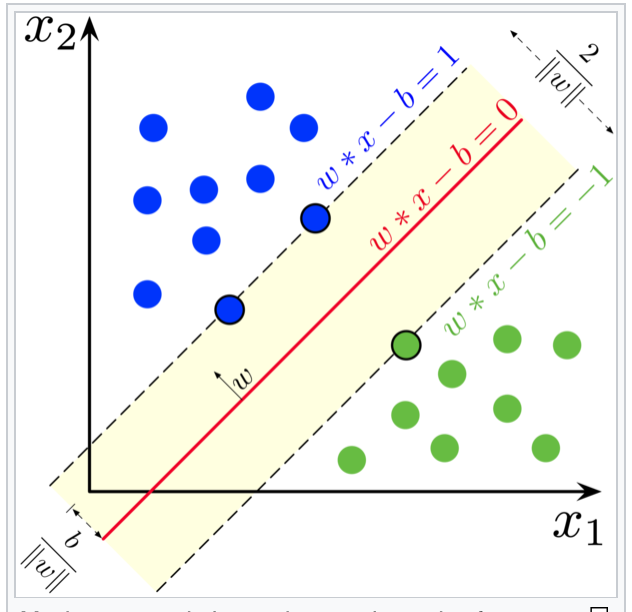 x₂
w * x − b = 1
2
‖w‖
w * x − b = 0
w * x − b = −1
w
b
‖w‖
x₁